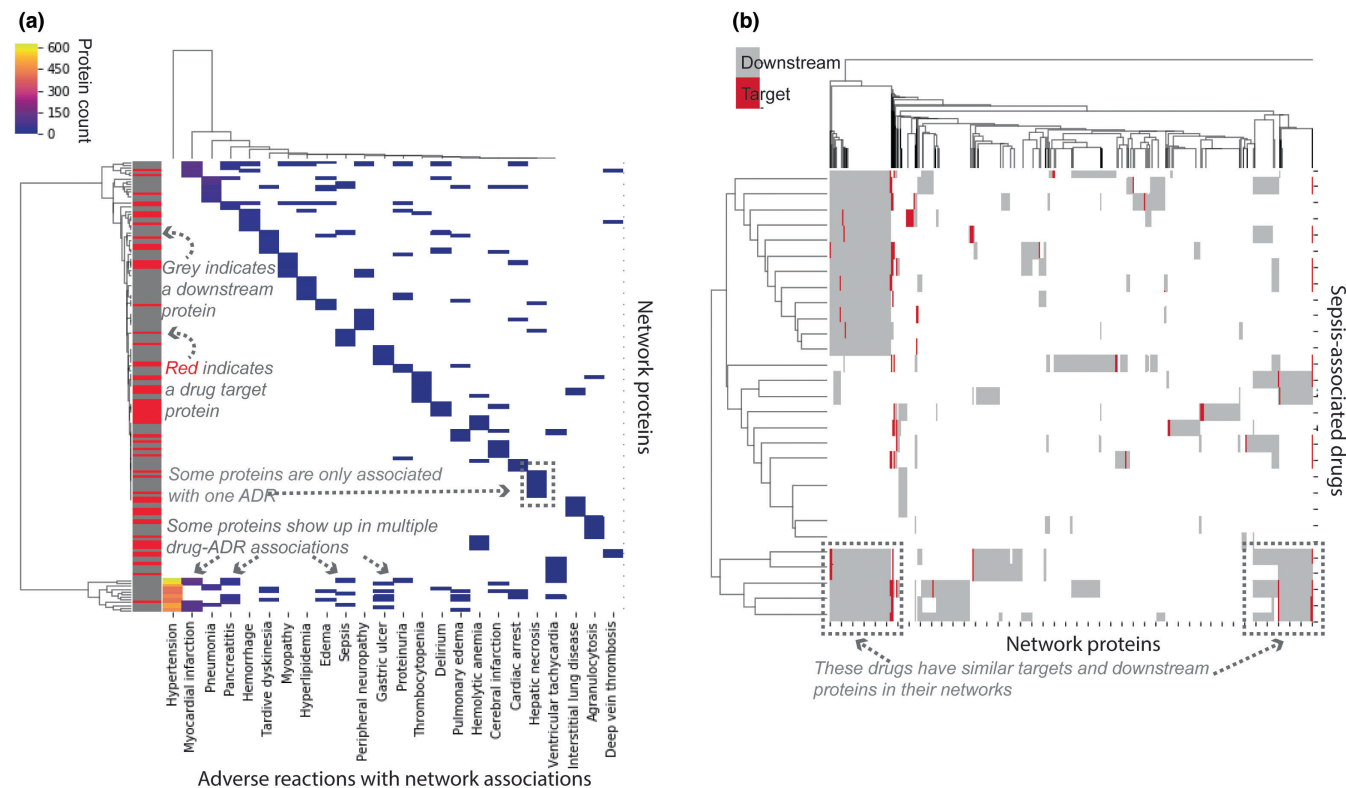 (a)
600
450
300
150
0
Protein count
Grey indicates
a downstream
protein
Red indicates
a drug target
protein
Some proteins are only associated
with one ADR
Some proteins show up in multiple
drug-ADR associations
Network proteins
Hypertension
Myocardial infarction
Pneumonia
Pancreatitis
Hemorrhage
Tardive dyskinesia
Myopathy
Hyperlipidemia
Edema
Sepsis
Peripheral neuropathy
Gastric ulcer
Proteinuria
Thrombocytopenia
Delirium
Pulmonary edema
Hemolytic anemia
Cerebral infarction
Cardiac arrest
Hepatic necrosis
Ventricular tachycardia
Interstitial lung disease
Agranulocytosis
Deep vein thrombosis
Adverse reactions with network associations
(b)
Downstream
Target
Sepsis-associated drugs
Network proteins
These drugs have similar targets and downstream
proteins in their networks